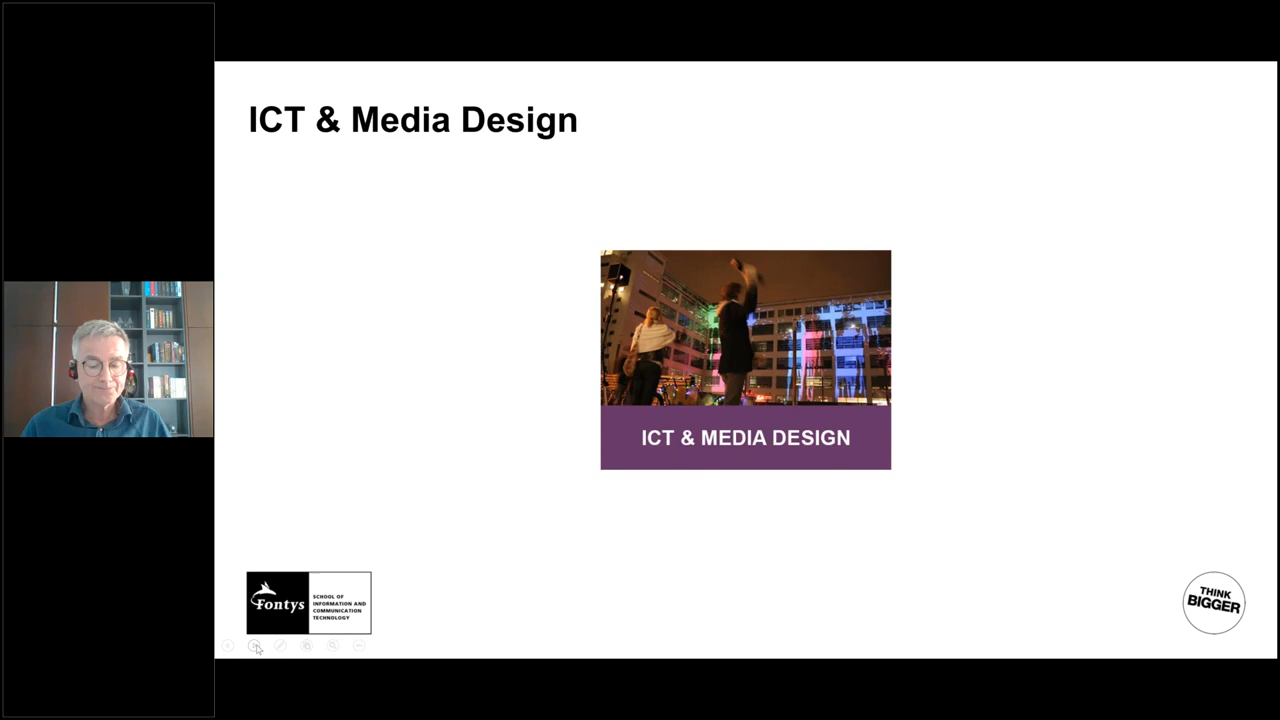 ICT & Media Design
ICT & MEDIA DESIGN
Fontys
SCHOOL OF
INFORMATION AND
COMMUNICATION
TECHNOLOGY
THINK
BIGGER